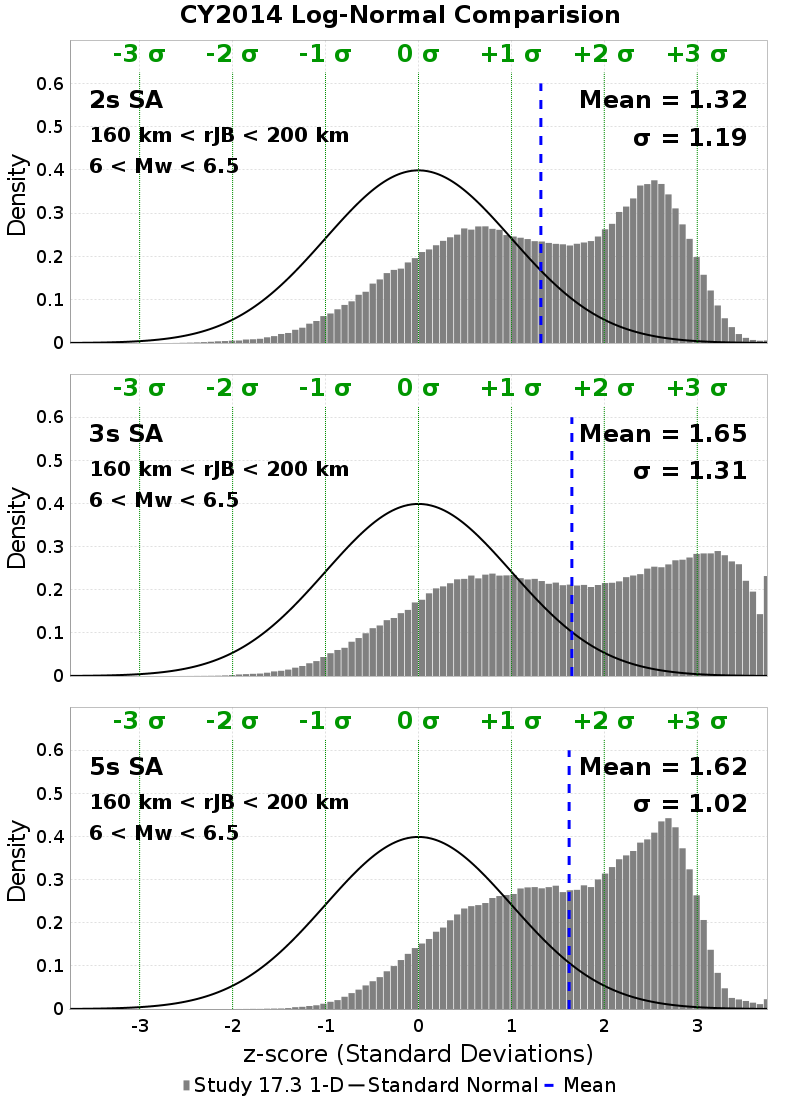 CY2014 Log-Normal Comparision
-3 σ -2 σ -1 σ 0 σ +1 σ +2 σ +3 σ
0.6
2s SA Mean = 1.32
0.5
160 km < rJB < 200 km σ = 1.19
6 < Mw < 6.5
0.4
0.3
0.2
0.1
0
Density
-3 σ -2 σ -1 σ 0 σ +1 σ +2 σ +3 σ
0.6
3s SA Mean = 1.65
0.5
160 km < rJB < 200 km σ = 1.31
6 < Mw < 6.5
0.4
0.3
0.2
0.1
0
Density
-3 σ -2 σ -1 σ 0 σ +1 σ +2 σ +3 σ
0.6
5s SA Mean = 1.62
0.5
160 km < rJB < 200 km σ = 1.02
6 < Mw < 6.5
0.4
0.3
0.2
0.1
0
Density
-3 -2 -1 0 1 2 3
z-score (Standard Deviations)
Study 17.3 1-D Standard Normal Mean